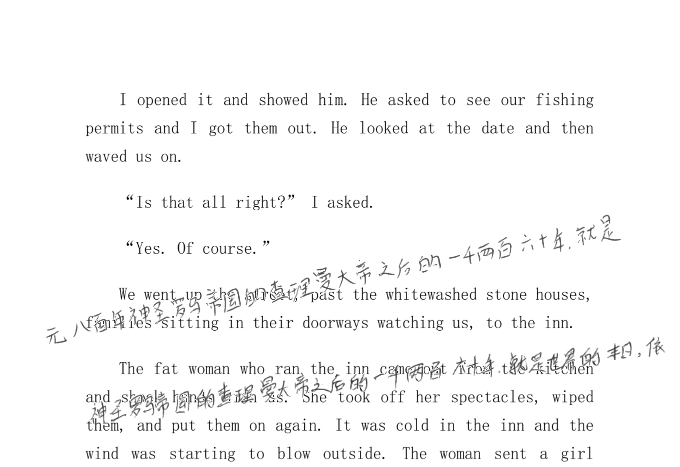 I opened it and showed him. He asked to see our fishing
permits and I got them out. He looked at the date and then
waved us on.
“Is that all right?” I asked.
“Yes. Of course.”
We went up the street, past the whitewashed stone houses,
families sitting in their doorways watching us, to the inn.
元八百年神圣罗马帝国的查理曼大帝之后的一千两百六十年，就是
The fat woman who ran the inn came out from the kitchen
and shook hands with us. She took off her spectacles, wiped
神圣罗马帝国的查理曼大帝之后的一千两百六十年，就是世界的末日，依
them, and put them on again. It was cold in the inn and the
wind was starting to blow outside. The woman sent a girl